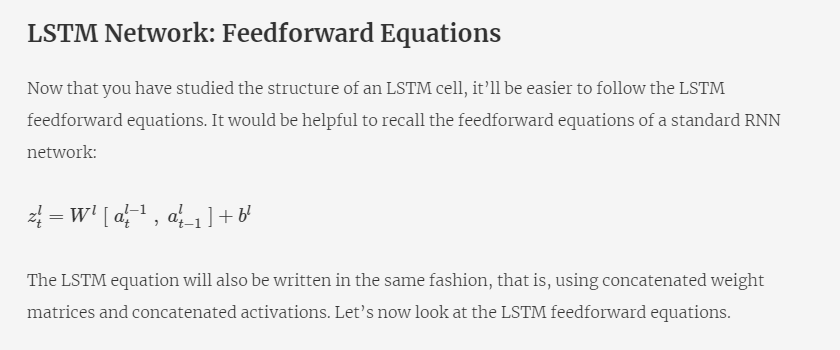 LSTM Network: Feedforward Equations
Now that you have studied the structure of an LSTM cell, it’ll be easier to follow the LSTM
feedforward equations. It would be helpful to recall the feedforward equations of a standard RNN
network:
$z_t^l = W^l [ a_t^{l-1} , a_{t-1}^l ] + b^l$
The LSTM equation will also be written in the same fashion, that is, using concatenated weight
matrices and concatenated activations. Let’s now look at the LSTM feedforward equations.